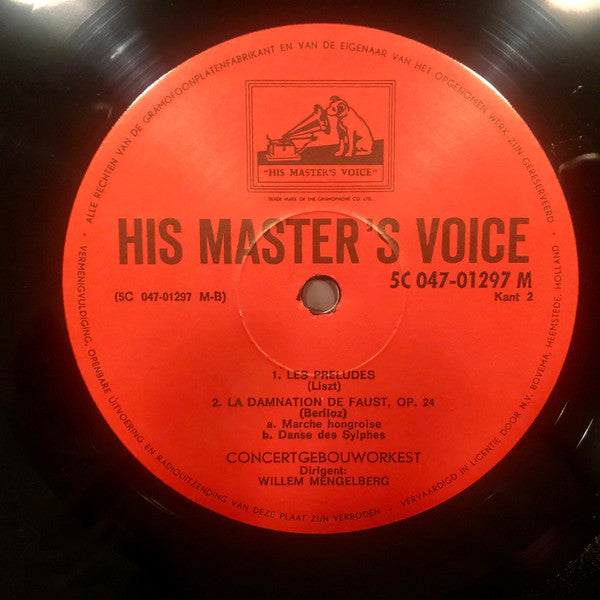 ALLE RECHTEN VAN DE GRAMOFOONPLATENFABRIKANT EN VAN DE EIGENAAR VAN HET OPGENOMEN WERK ZIJN GERESERVEERD •
"HIS MASTER'S VOICE"
TRADE MARK OF THE GRAMOPHONE CO. LTD.
HIS MASTER'S VOICE
5C 047-01297 M
(5C 047-01297 M-B)
Kant 2
1. LES PRELUDES
(Liszt)
2. LA DAMNATION DE FAUST, OP. 24
(Berlioz)
a. Marche hongroise
b. Danse des Sylphes
CONCERTGEBOUWORKEST
Dirigent:
WILLEM MENGELBERG
• VERMENIGVULDIGING, OPENBARE UITVOERING EN RADIOUITZENDING VAN DEZE PLAAT ZIJN VERBODEN •
VERVAARDIGD IN LICENTIE DOOR N.V. BOVEMA, HEEMSTEDE, HOLLAND